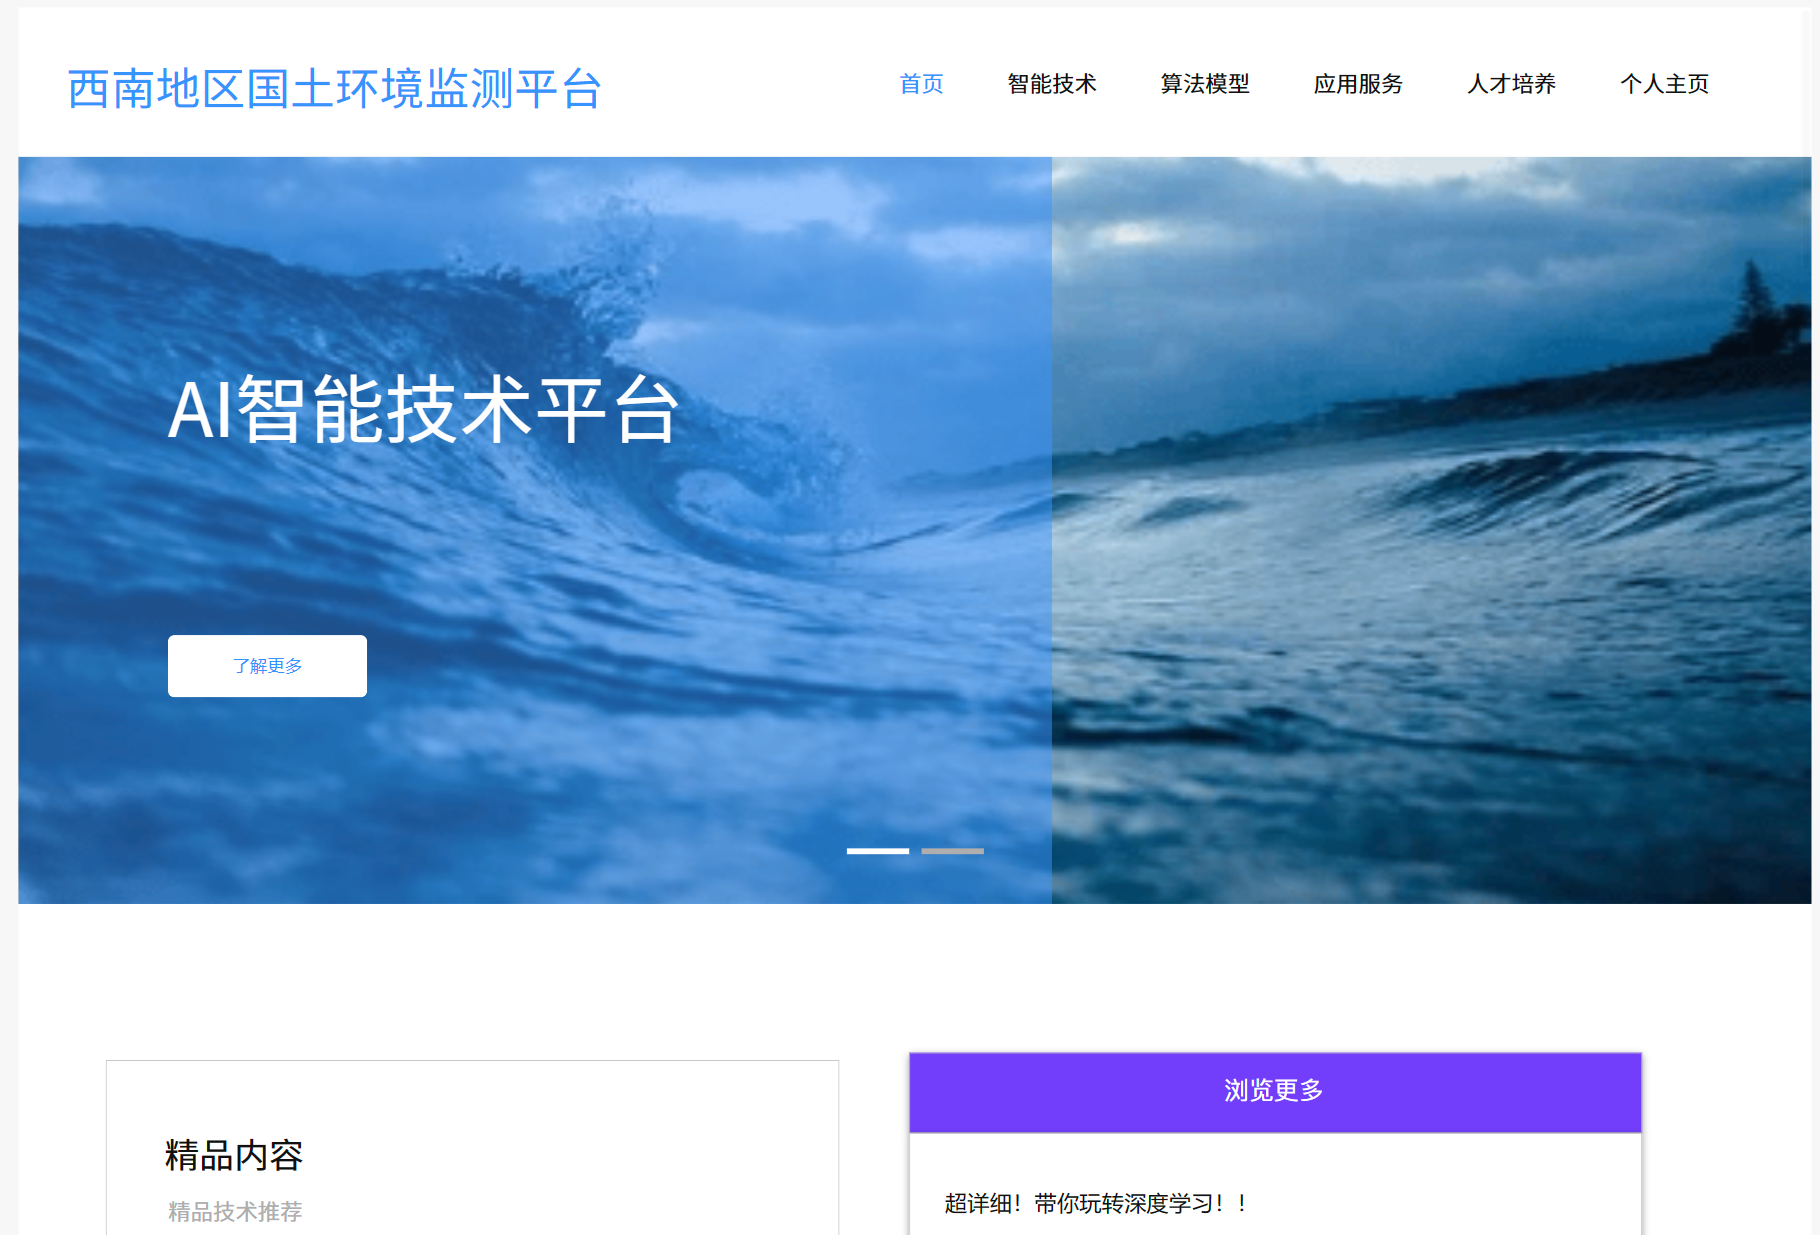 西南地区国土环境监测平台
首页 智能技术 算法模型 应用服务 人才培养 个人主页
AI智能技术平台
了解更多
浏览更多
精品内容
超详细！带你玩转深度学习！！
精品技术推荐